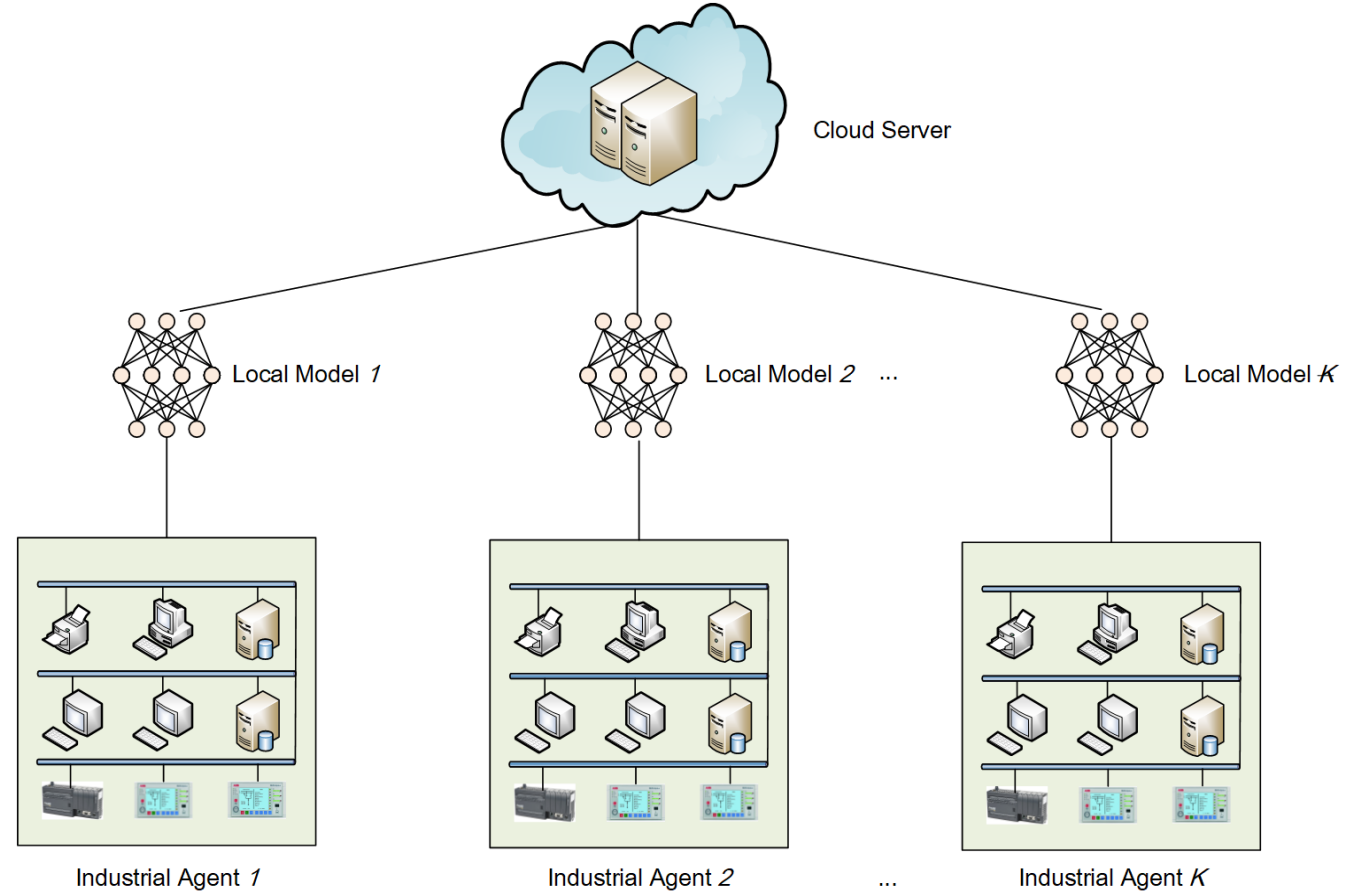 Cloud Server
Local Model 1
Local Model 2
...
Local Model K
Industrial Agent 1
Industrial Agent 2
...
Industrial Agent K